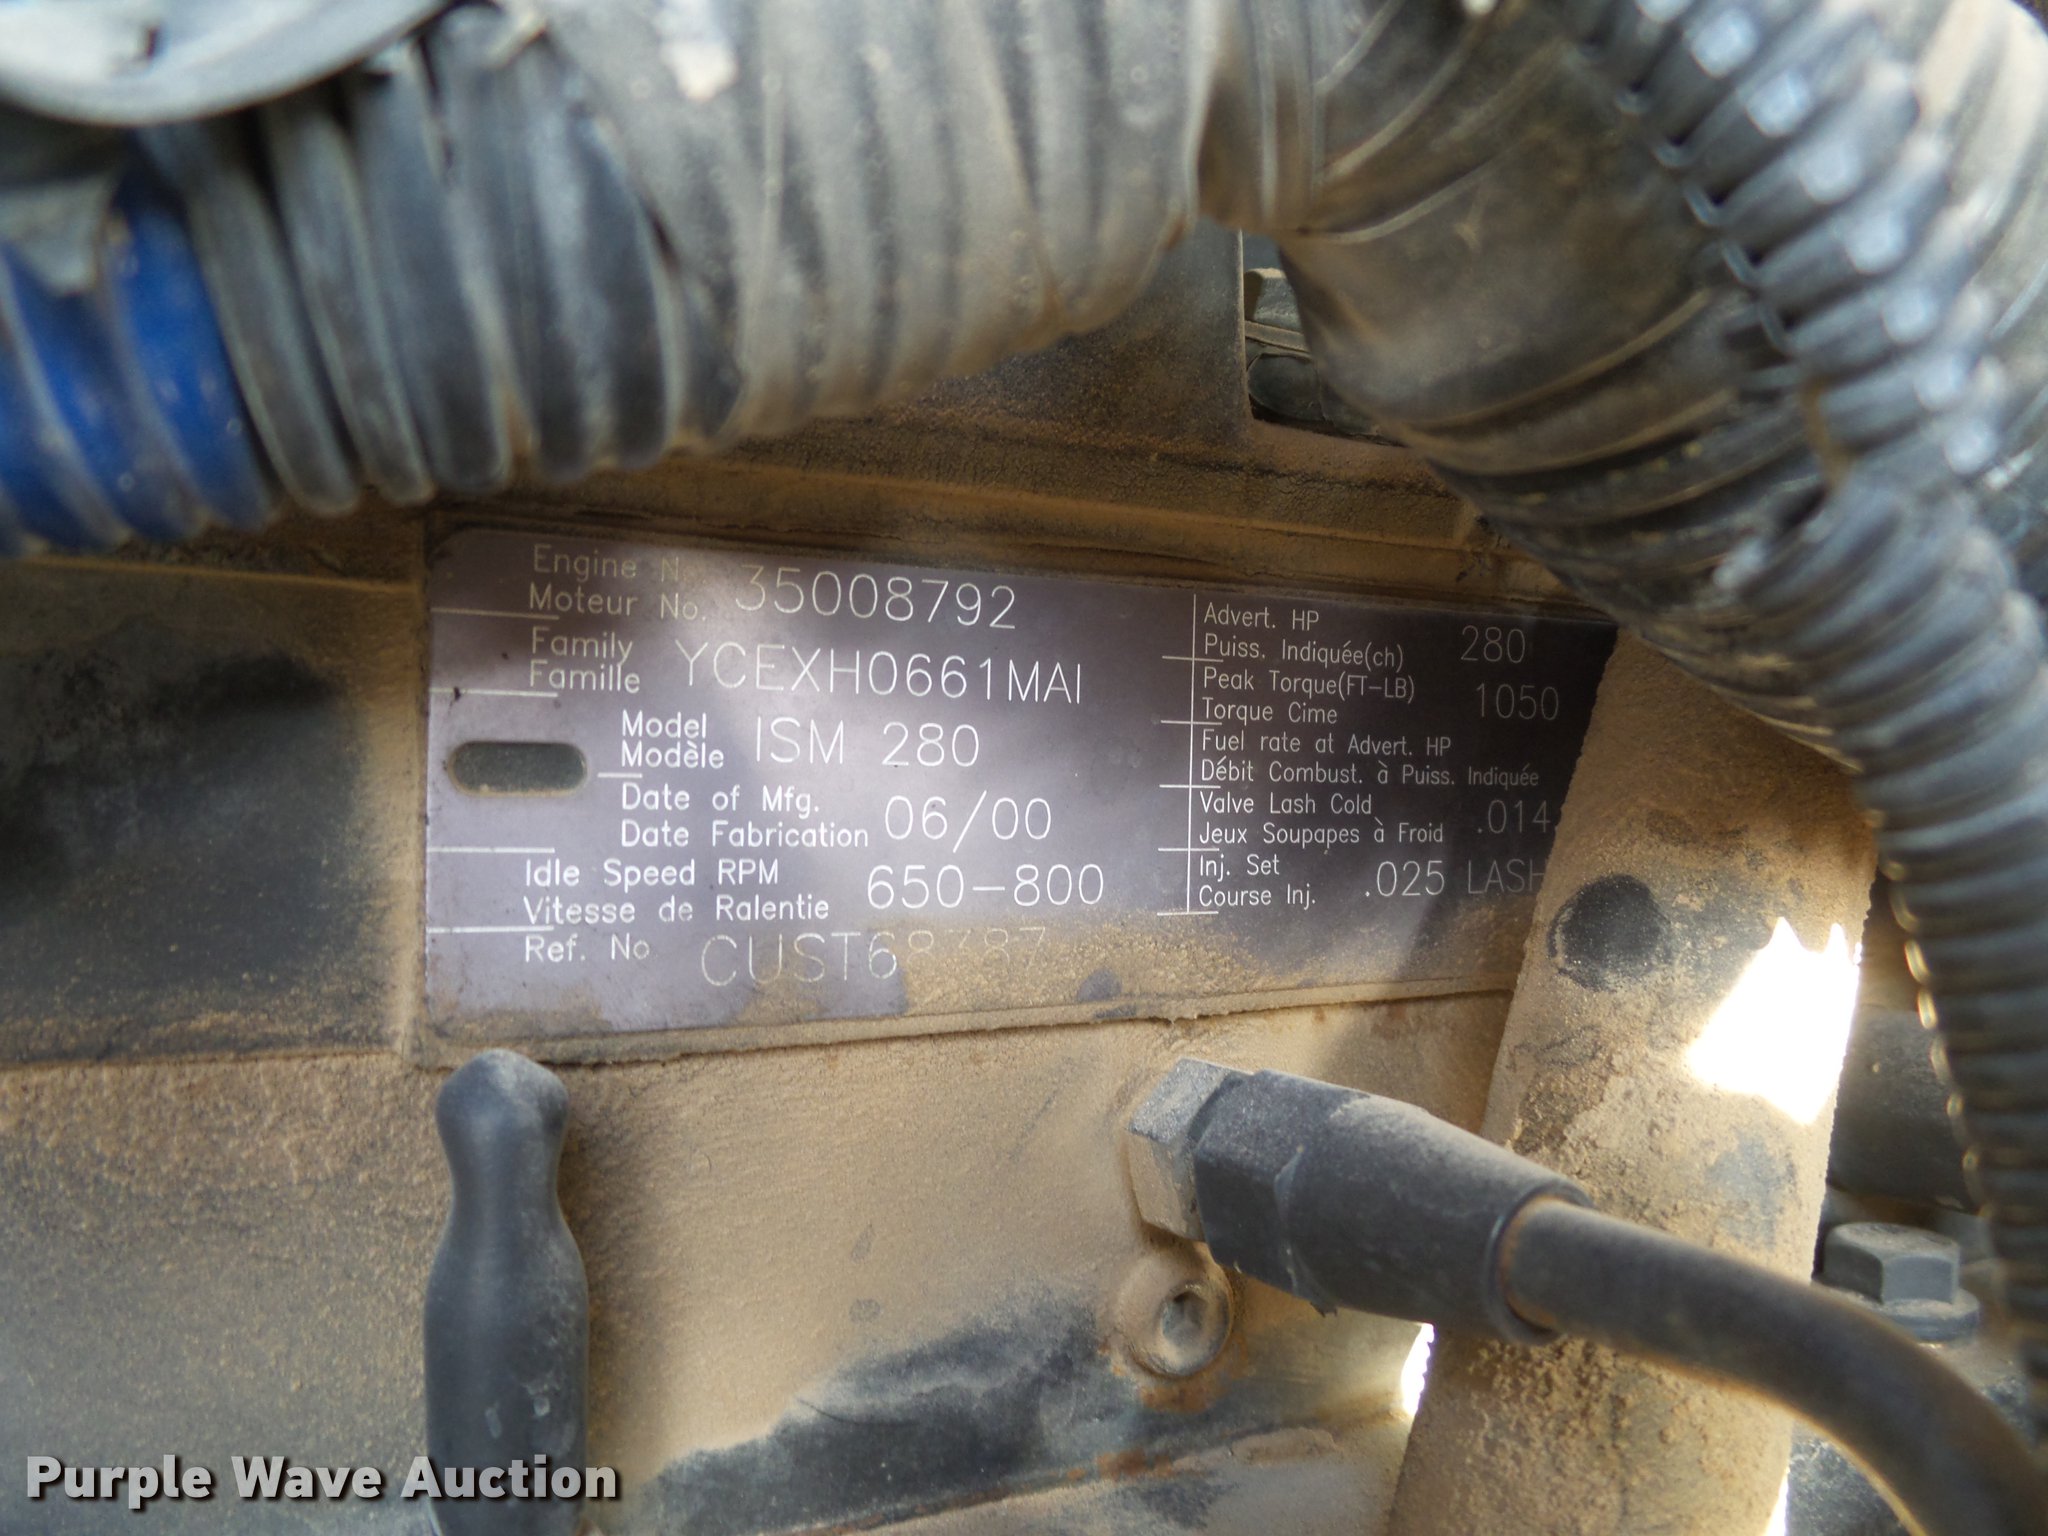 Engine N.
Moteur No. 35008792
Family
Famille YCEXH0661MAI
Model
Modèle ISM 280
Date of Mfg.
Date Fabrication 06/00
Idle Speed RPM
Vitesse de Ralentie 650-800
Ref. No CUST68787
Advert. HP
Puiss. Indiquée(ch) 280
Peak Torque(FT-LB)
Torque Cime 1050
Fuel rate at Advert. HP
Débit Combust. à Puiss. Indiquée
Valve Lash Cold
Jeux Soupapes à Froid .014
Inj. Set
Course Inj. .025 LASH
Purple Wave Auction